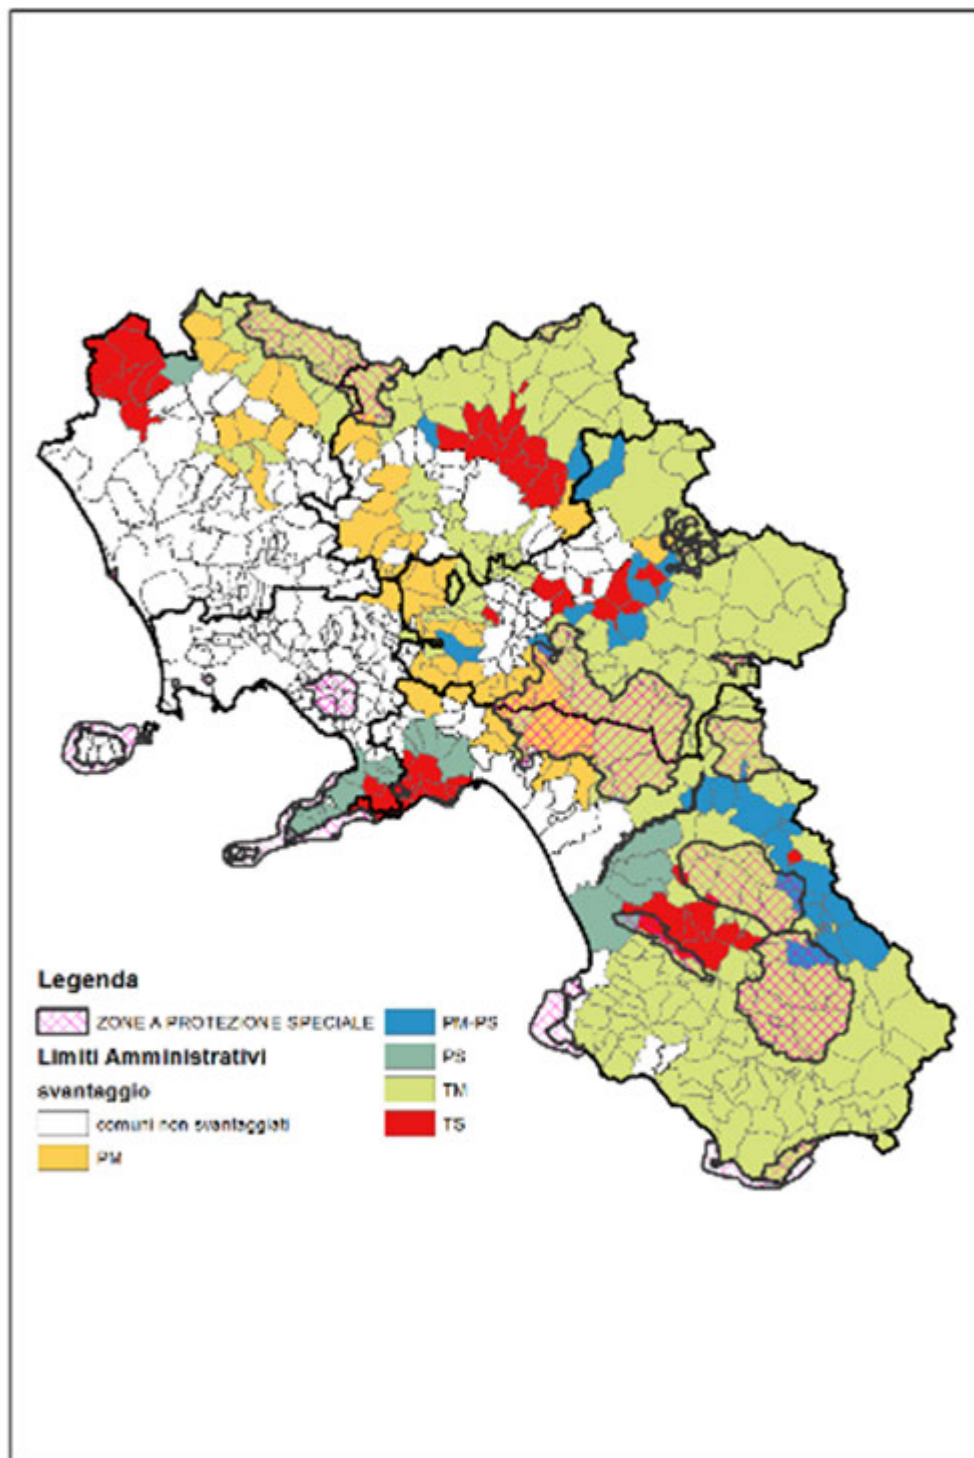 Legenda
ZONE A PROTEZIONE SPECIALE
Limiti Amministrativi
svantaggio
comuni non svantaggiati
PM
PM-PS
PS
TM
TS